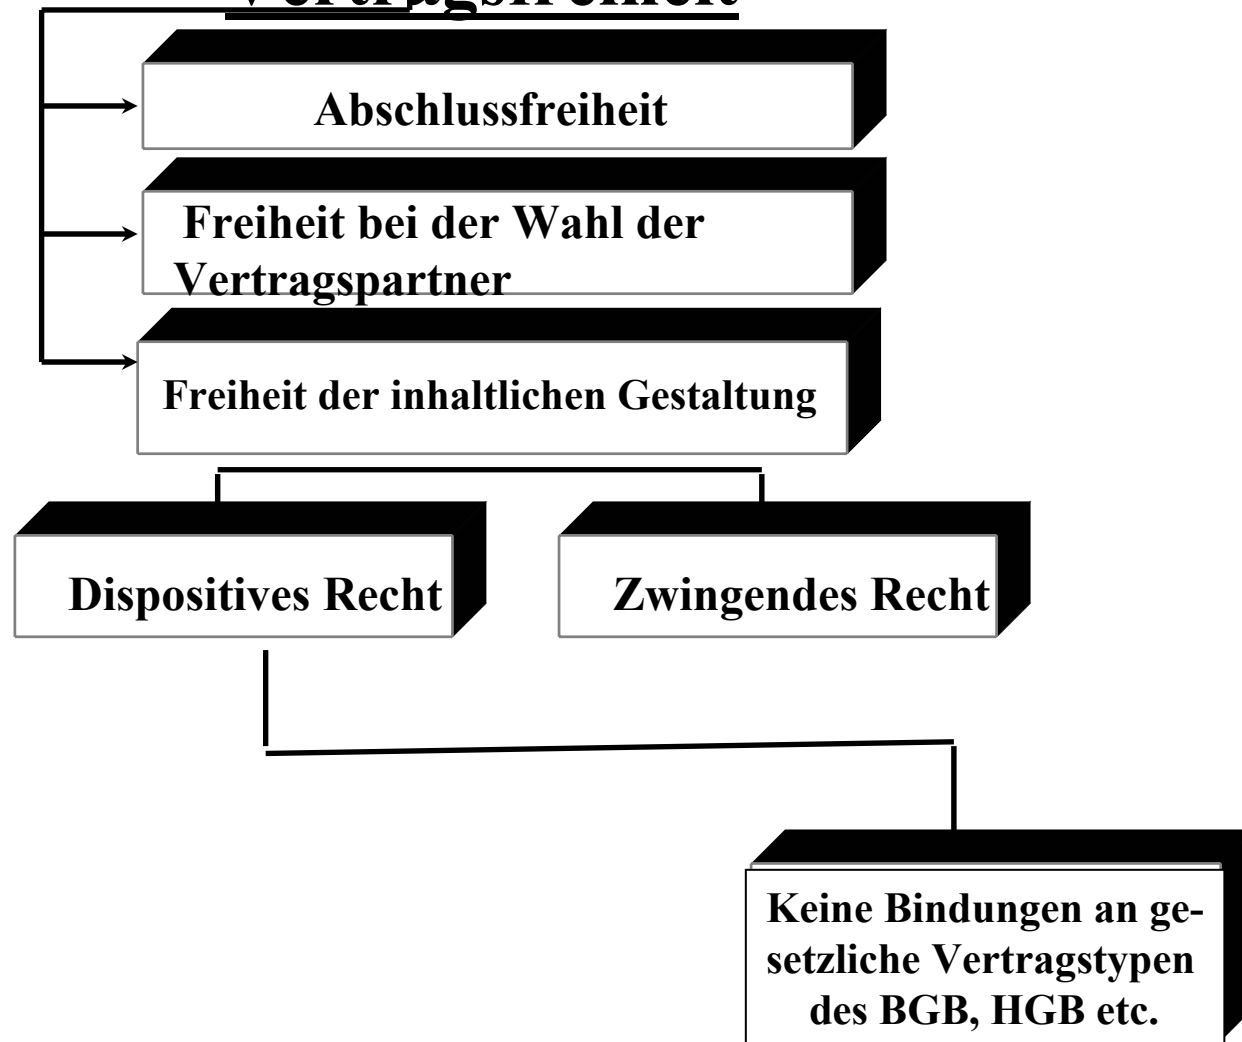 Vertragsfreiheit
Abschlussfreiheit
Freiheit bei der Wahl der
Vertragspartner
Freiheit der inhaltlichen Gestaltung
Dispositives Recht
Zwingendes Recht
Keine Bindungen an ge-
setzliche Vertragstypen
des BGB, HGB etc.